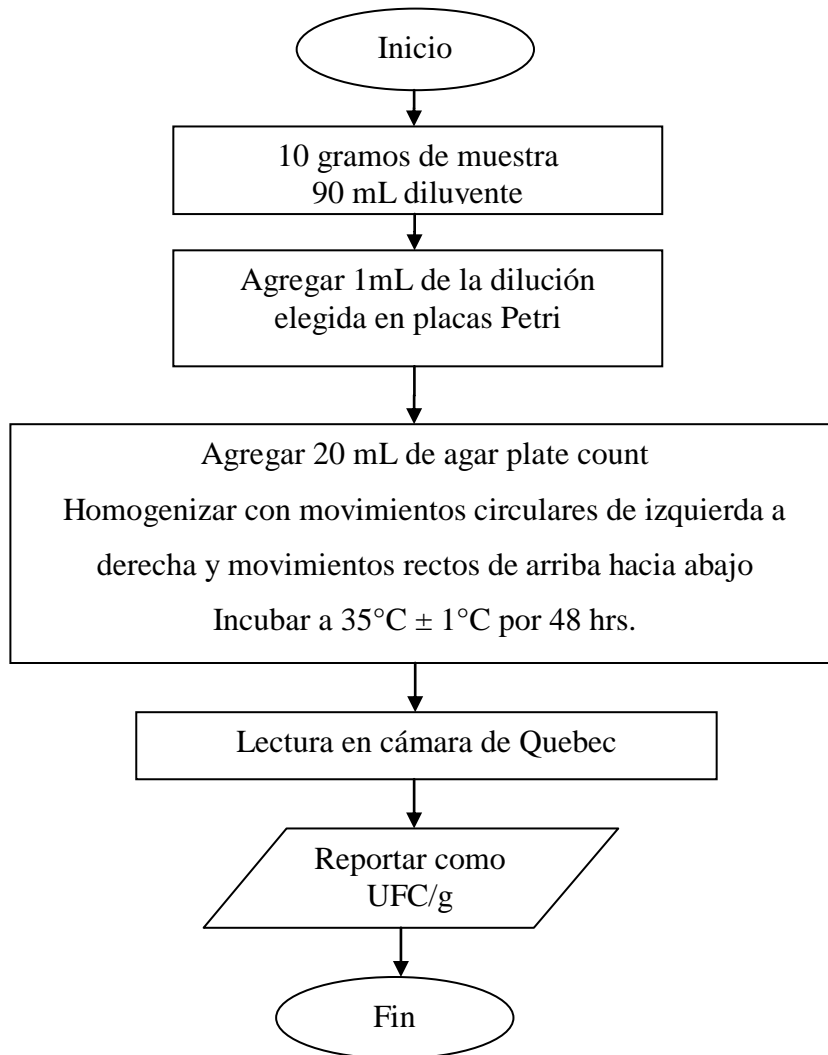 Inicio
10 gramos de muestra
90 mL diluvente
Agregar 1mL de la dilución
elegida en placas Petri
Agregar 20 mL de agar plate count
Homogenizar con movimientos circulares de izquierda a
derecha y movimientos rectos de arriba hacia abajo
Incubar a 35°C ± 1°C por 48 hrs.
Lectura en cámara de Quebec
Reportar como
UFC/g
Fin